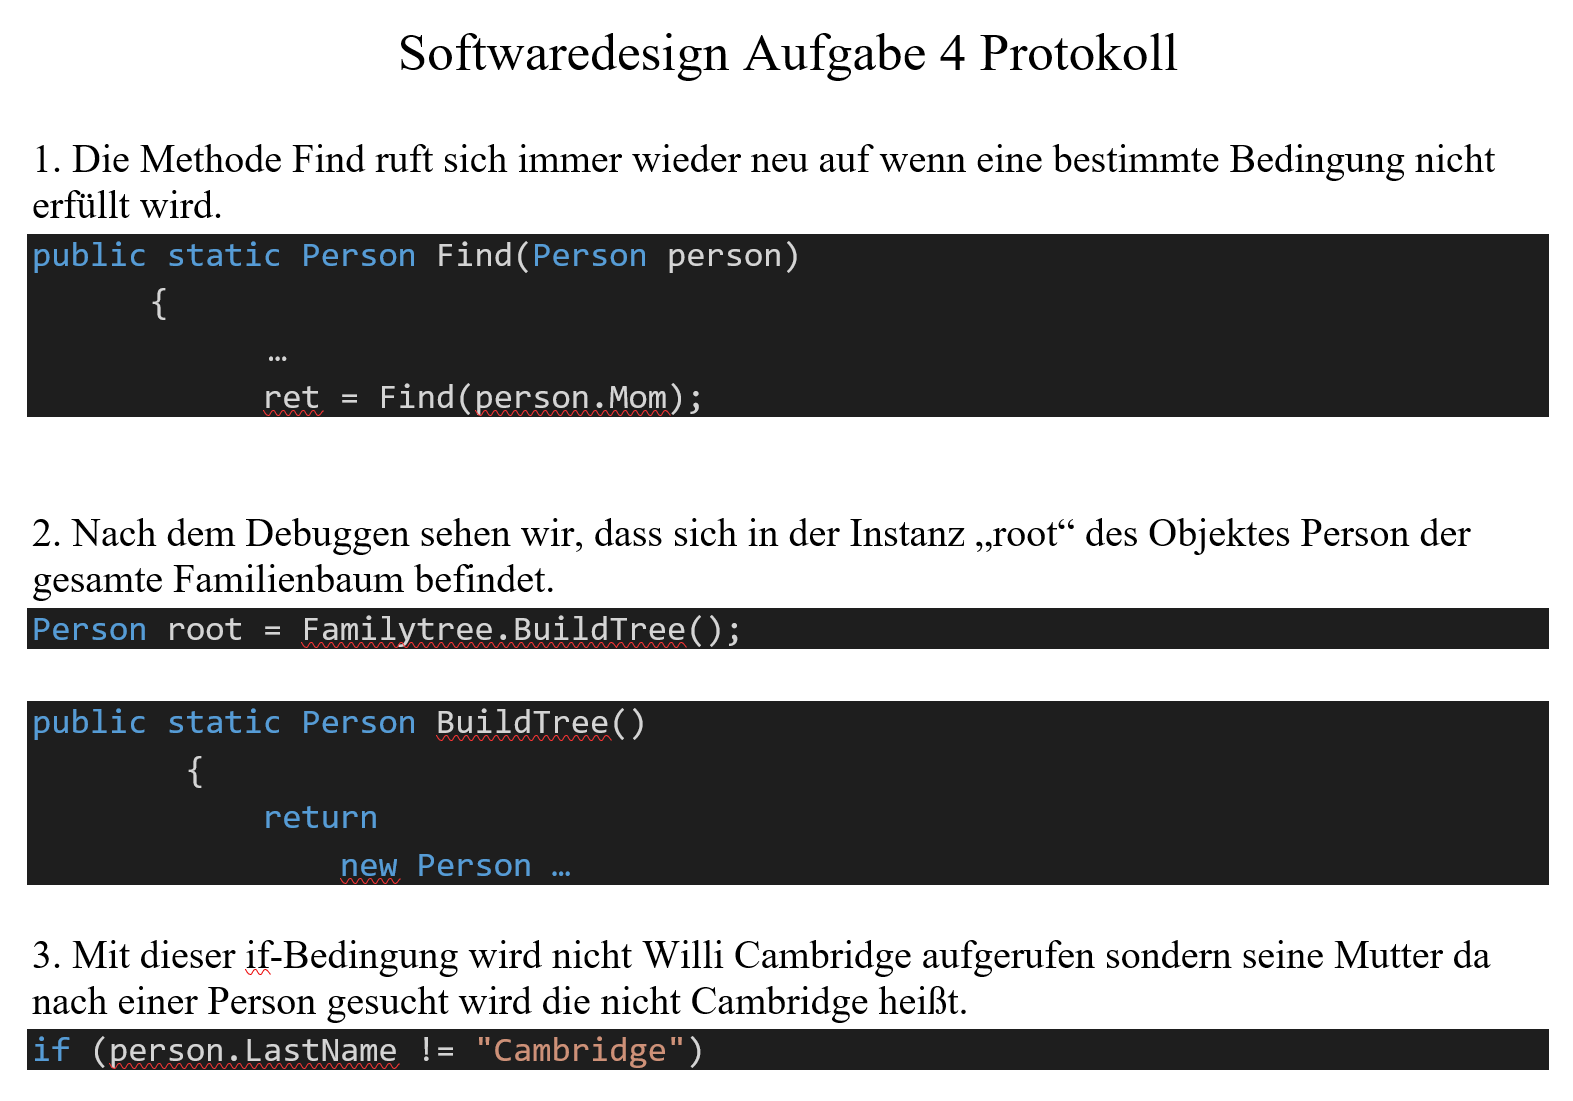 Softwaredesign Aufgabe 4 Protokoll
1. Die Methode Find ruft sich immer wieder neu auf wenn eine bestimmte Bedingung nicht
erfüllt wird.
public static Person Find(Person person)
{
…
ret = Find(person.Mom);
2. Nach dem Debuggen sehen wir, dass sich in der Instanz „root“ des Objektes Person der
gesamte Familienbaum befindet.
Person root = Familytree.BuildTree();
public static Person BuildTree()
{
return
new Person …
3. Mit dieser if-Bedingung wird nicht Willi Cambridge aufgerufen sondern seine Mutter da
nach einer Person gesucht wird die nicht Cambridge heißt.
if (person.LastName != "Cambridge")